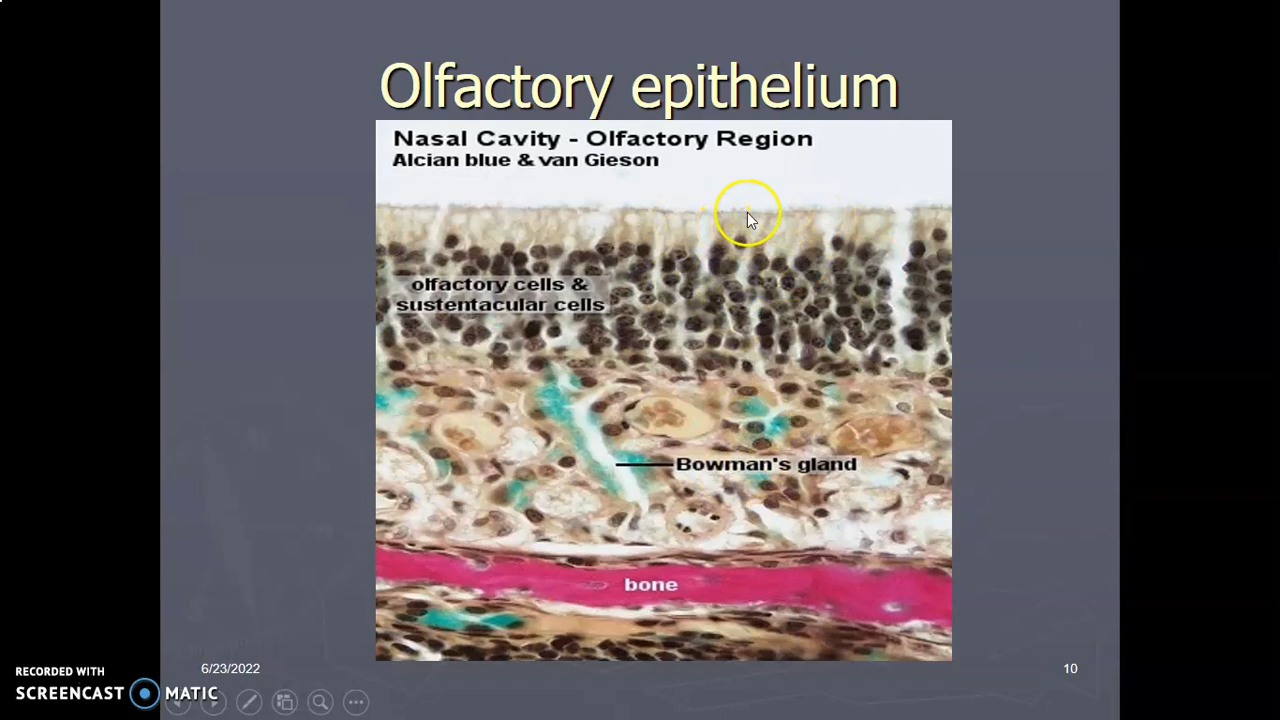 Olfactory epithelium
Nasal Cavity - Olfactory Region
Alcian blue & van Gieson
olfactory cells &
sustentacular cells
Bowman's gland
bone
6/23/2022
10
RECORDED WITH
SCREENCAST MATIC